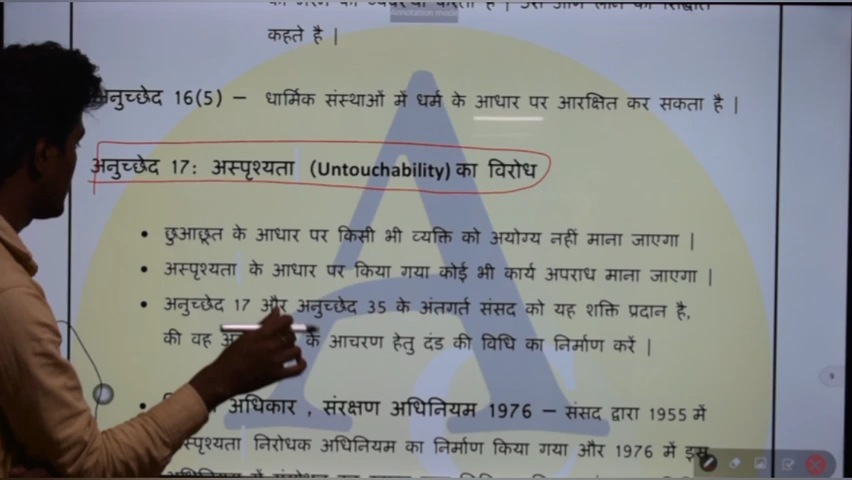 कहते है |
अनुच्छेद 16(5) – धार्मिक संस्थाओं में धर्म के आधार पर आरक्षित कर सकता है |
अनुच्छेद 17: अस्पृश्यता (Untouchability) का विरोध
• छुआछूत के आधार पर किसी भी व्यक्ति को अयोग्य नहीं माना जाएगा |
• अस्पृश्यता के आधार पर किया गया कोई भी कार्य अपराध माना जाएगा |
• अनुच्छेद 17 और अनुच्छेद 35 के अंतगर्त संसद को यह शक्ति प्रदान है,
की वह के आचरण हेतु दंड की विधि का निर्माण करें |
• अधिकार , संरक्षण अधिनियम 1976 – संसद द्वारा 1955 में
निरोधक अधिनियम का निर्माण किया गया और 1976 में इस